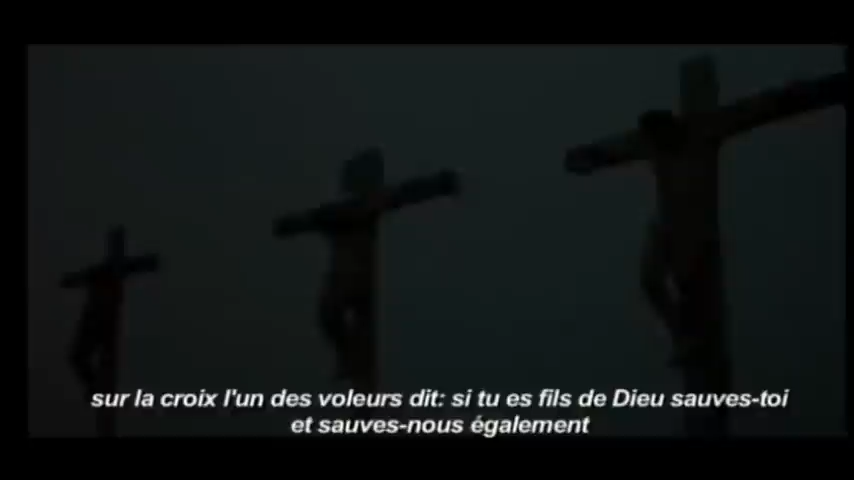 sur la croix l'un des voleurs dit: si tu es fils de Dieu sauves-toi
et sauves-nous également